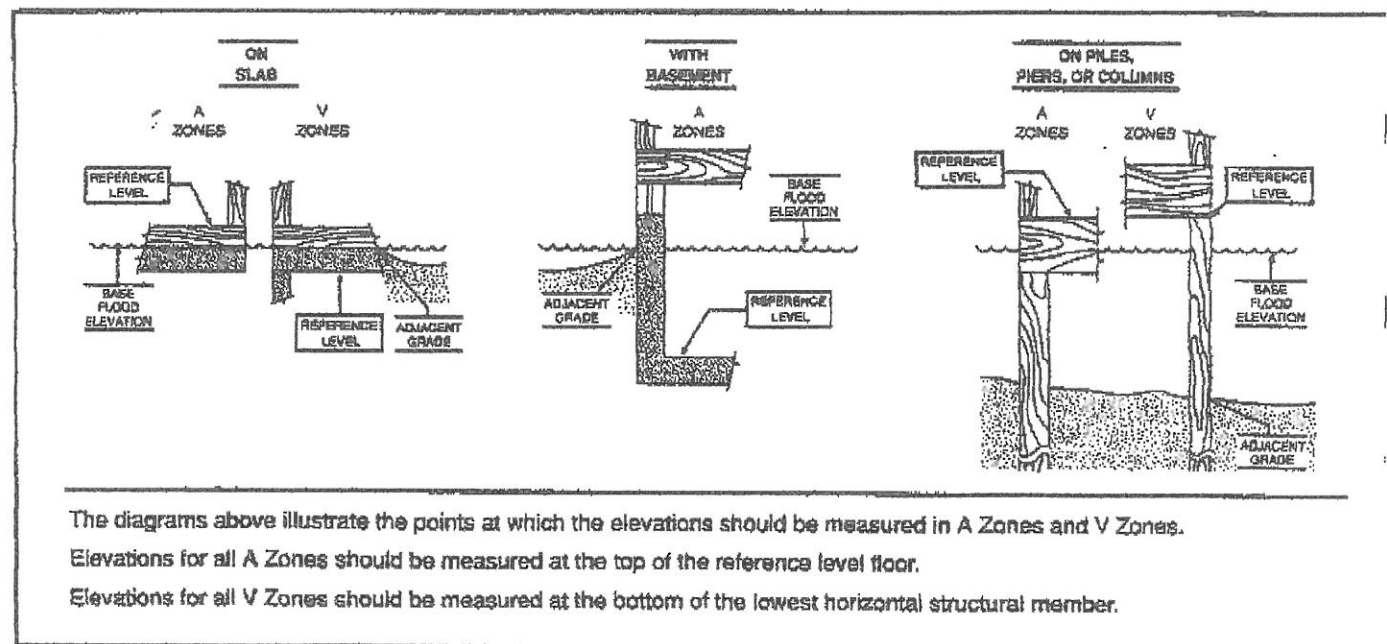 ON
SLAB
A
ZONES
V
ZONES
REFERENCE
LEVEL
BASE
FLOOD
ELEVATION
REFERENCE
LEVEL
ADJACENT
GRADE
WITH
BASEMENT
A
ZONES
BASE
FLOOD
ELEVATION
ADJACENT
GRADE
REFERENCE
LEVEL
ON PILES,
PIERS, OR COLUMNS
A
ZONES
V
ZONES
REFERENCE
LEVEL
REFERENCE
LEVEL
BASE
FLOOD
ELEVATION
ADJACENT
GRADE
The diagrams above illustrate the points at which the elevations should be measured in A Zones and V Zones.
Elevations for all A Zones should be measured at the top of the reference level floor.
Elevations for all V Zones should be measured at the bottom of the lowest horizontal structural member.